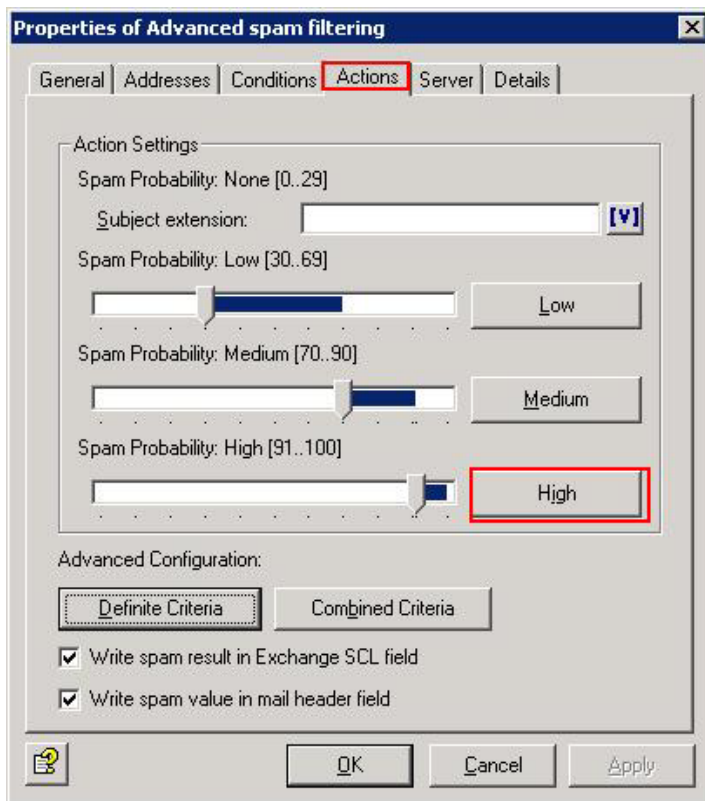 Properties of Advanced spam filtering
General Addresses Conditions Actions Server Details
Action Settings
Spam Probability: None [0..29]
Subject extension: [V]
Spam Probability: Low [30..69]
Low
Spam Probability: Medium [70..90]
Medium
Spam Probability: High [91..100]
High
Advanced Configuration:
Definite Criteria Combined Criteria
Write spam result in Exchange SCL field
Write spam value in mail header field
OK Cancel Apply